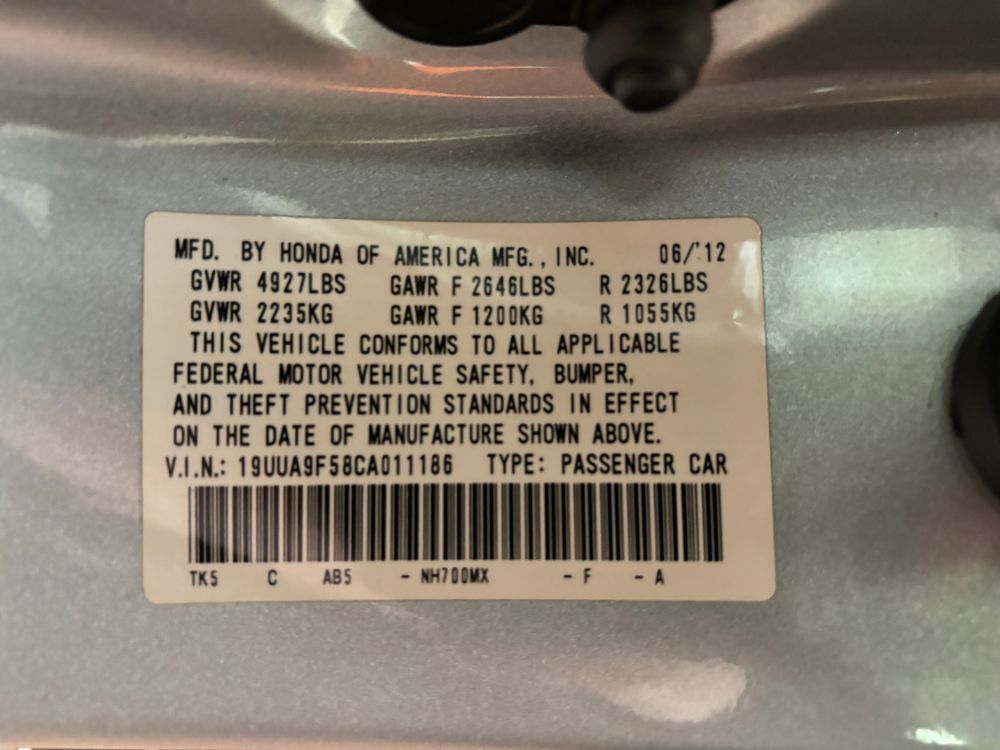 MFD. BY HONDA OF AMERICA MFG., INC. 06/'12
GVWR 4927LBS GAWR F 2646LBS R 2326LBS
GVWR 2235KG GAWR F 1200KG R 1055KG
THIS VEHICLE CONFORMS TO ALL APPLICABLE
FEDERAL MOTOR VEHICLE SAFETY, BUMPER,
AND THEFT PREVENTION STANDARDS IN EFFECT
ON THE DATE OF MANUFACTURE SHOWN ABOVE.
V.I.N.: 19UUA9F58CA011186 TYPE: PASSENGER CAR
TK5 C AB5 - NH700MX - F - A